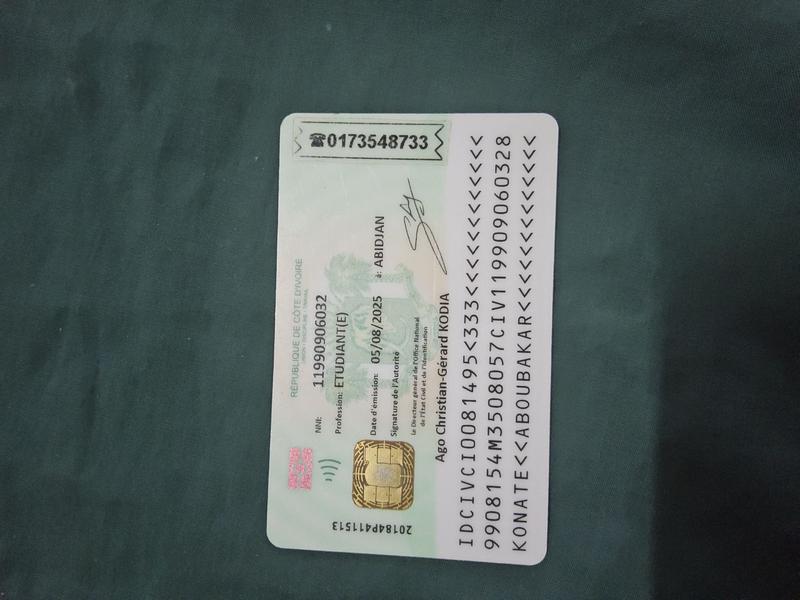 RÉPUBLIQUE DE CÔTE D'IVOIRE
NNI: 11990906032
Profession: ETUDIANT(E)
Date d'émission: 05/08/2025 à: ABIDJAN
Signature de l'Autorité
Le Directeur général de l'Office National
de l'État Civil et de l'Identification
Ago Christian-Gérard KODIA
☎0173548733
201848P411513
IDCIVCI0081495<333<<<<<<<<<<<<
9908154M3508057CIV119909060328
KONATE<<ABOUBAKAR<<<<<<<<<<<<<